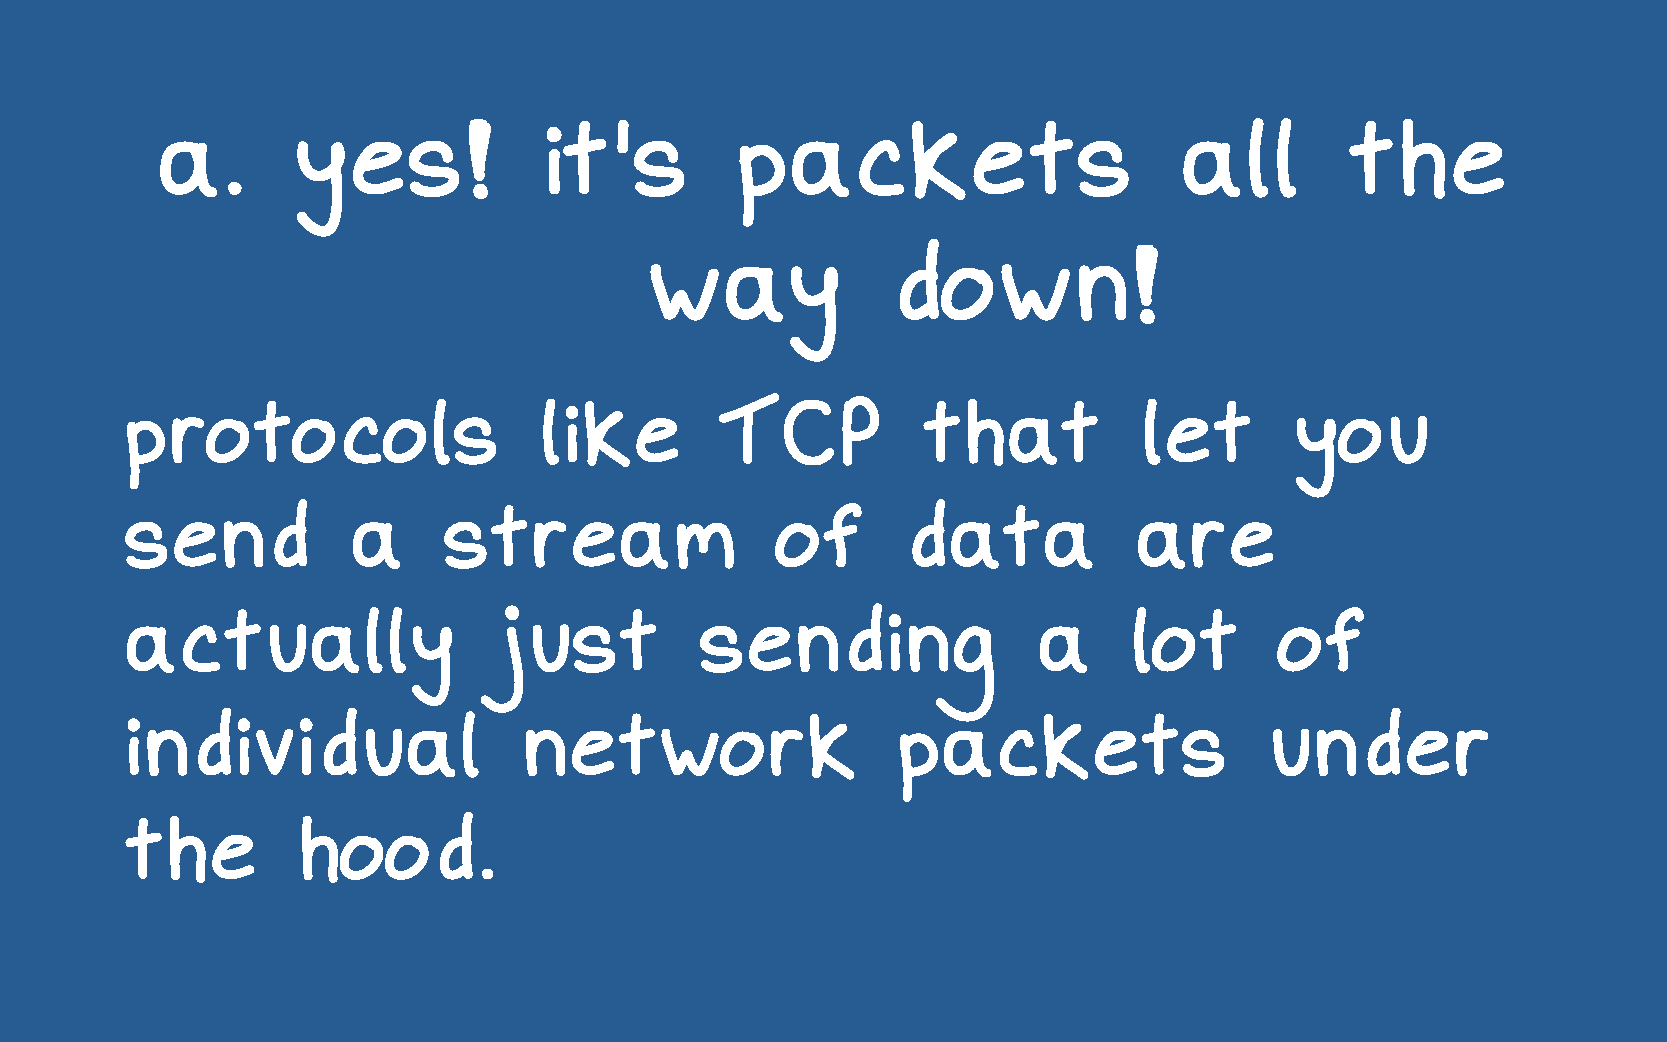 a. yes! it's packets all the
way down!
protocols like TCP that let you
send a stream of data are
actually just sending a lot of
individual network packets under
the hood.